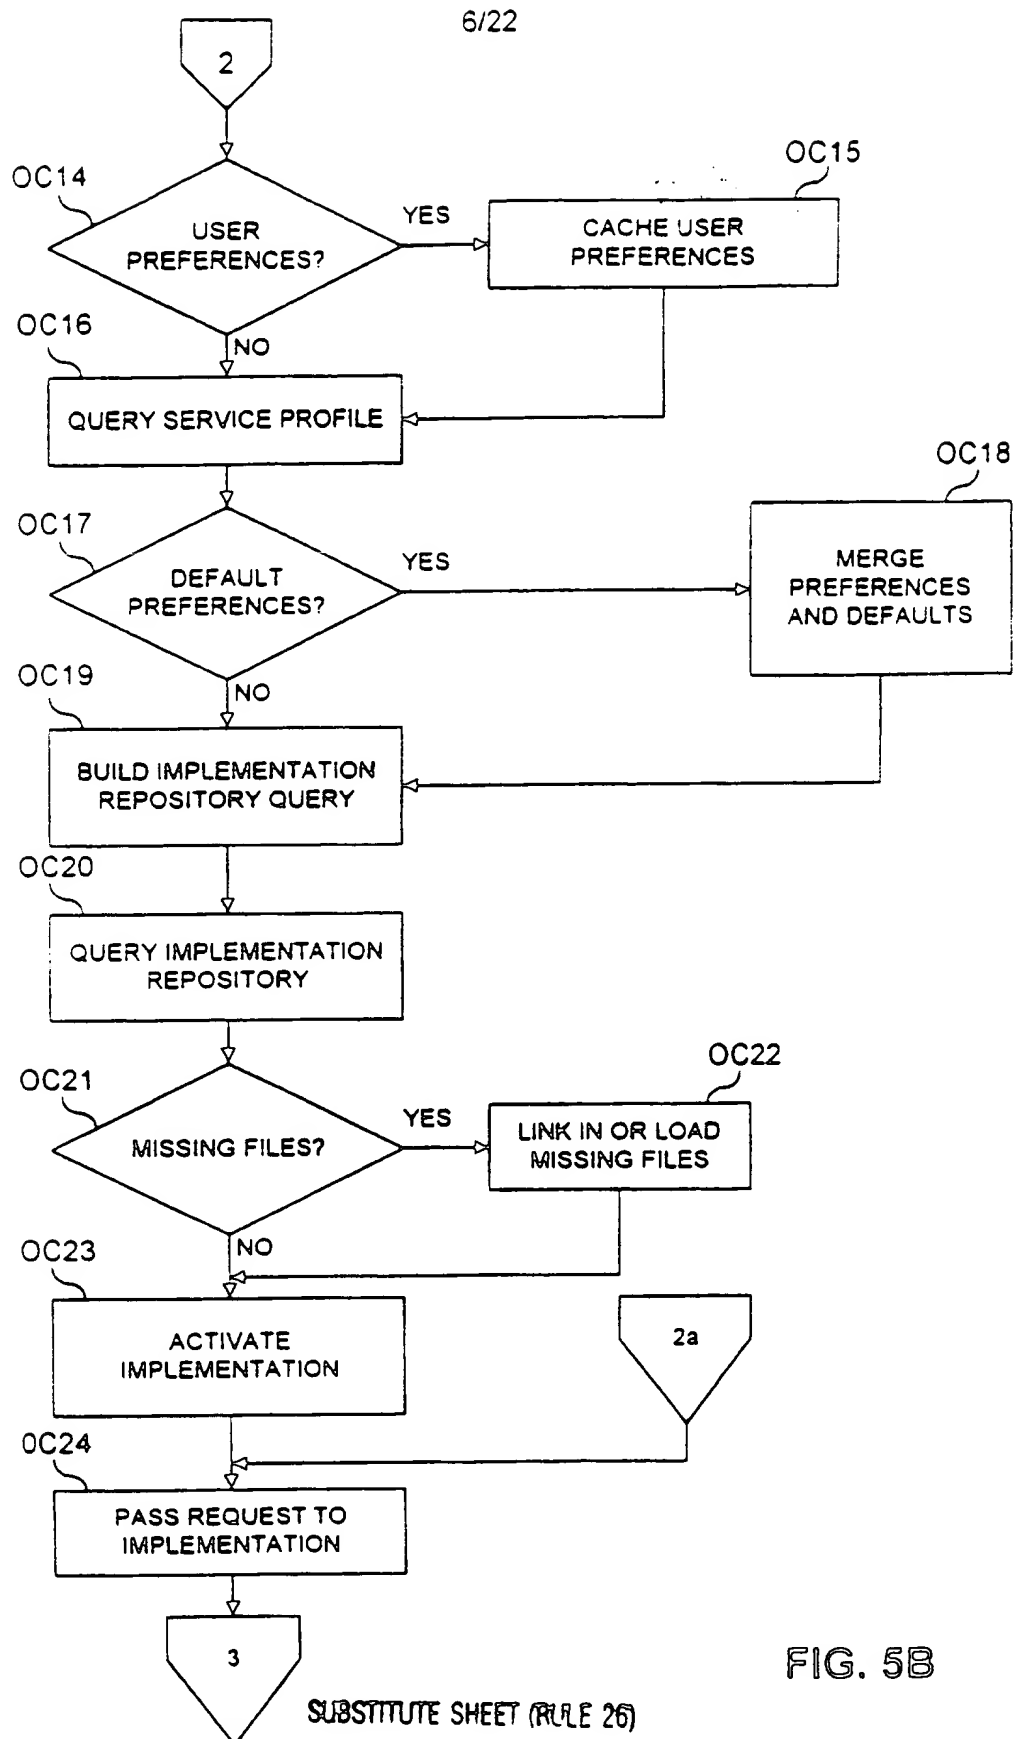 6/22
2
OC14
USER
PREFERENCES?
YES
OC15
CACHE USER
PREFERENCES
NO
OC16
QUERY SERVICE PROFILE
OC17
DEFAULT
PREFERENCES?
YES
OC18
MERGE
PREFERENCES
AND DEFAULTS
NO
OC19
BUILD IMPLEMENTATION
REPOSITORY QUERY
OC20
QUERY IMPLEMENTATION
REPOSITORY
OC21
MISSING FILES?
YES
OC22
LINK IN OR LOAD
MISSING FILES
NO
OC23
ACTIVATE
IMPLEMENTATION
2a
OC24
PASS REQUEST TO
IMPLEMENTATION
3
FIG. 5B
SUBSTITUTE SHEET (RULE 26)